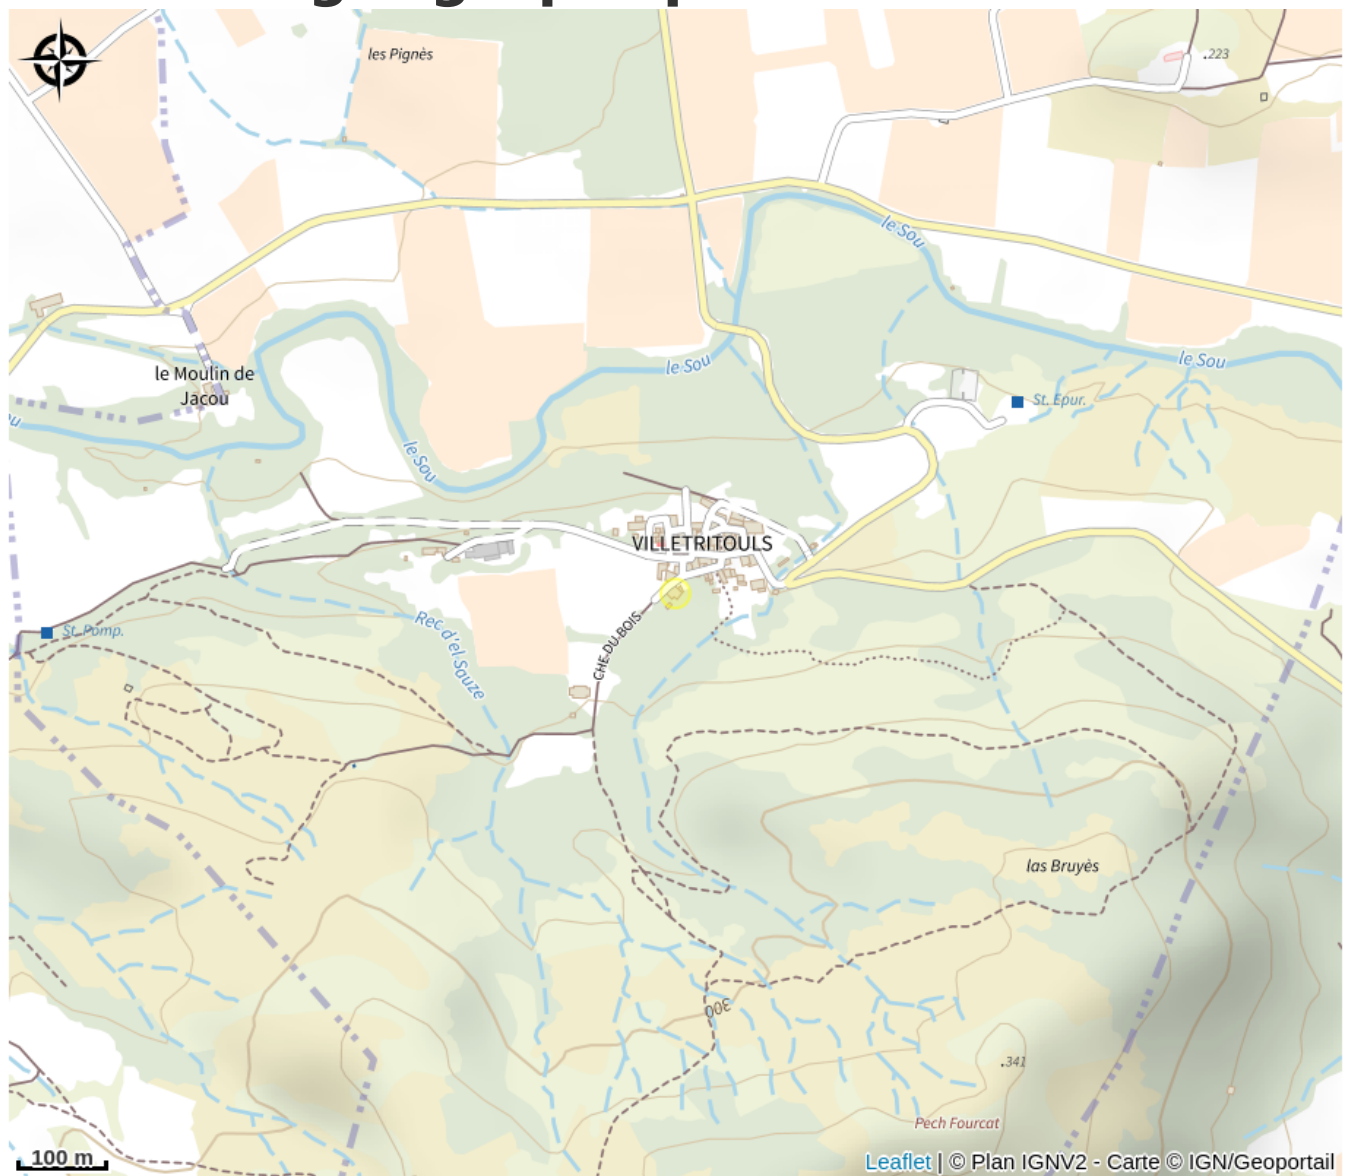 les Pignès
.223
le Sou
le Sou
le Sou
le Moulin de
Jacou
St. Epur.
le Sou
VILLETRITOULS
St. Pomp.
Rec d'el Sauze
CHE DU BOIS
las Bruyès
300
.341
Pech Fourcat
100 m
Leaflet | © Plan IGNV2 - Carte © IGN/Geoportail